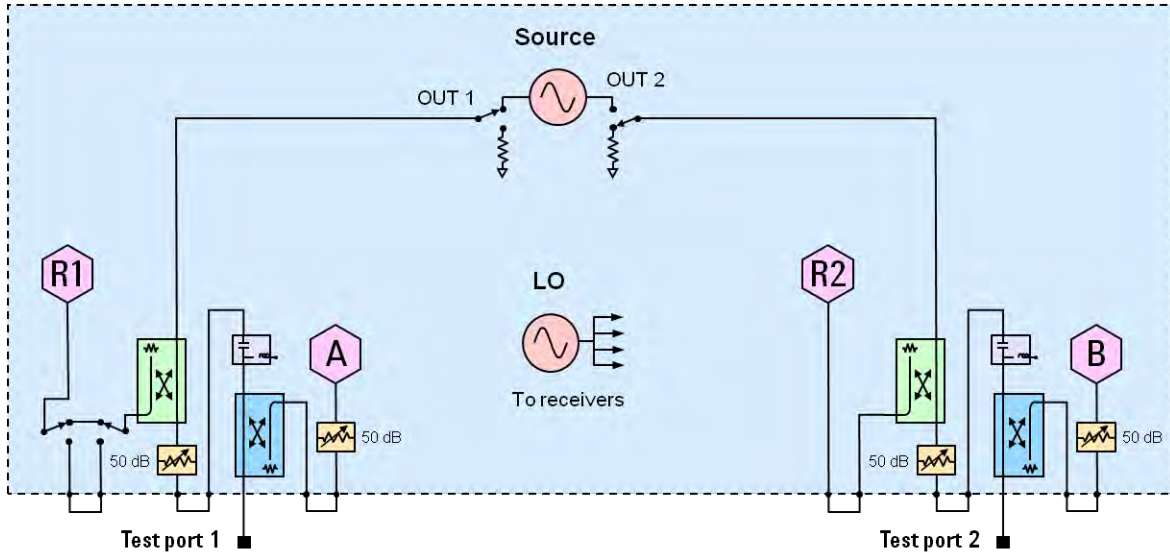 Source
OUT 1
OUT 2
R1
R2
LO
A
B
To receivers
50 dB
50 dB
50 dB
50 dB
Test port 1
Test port 2